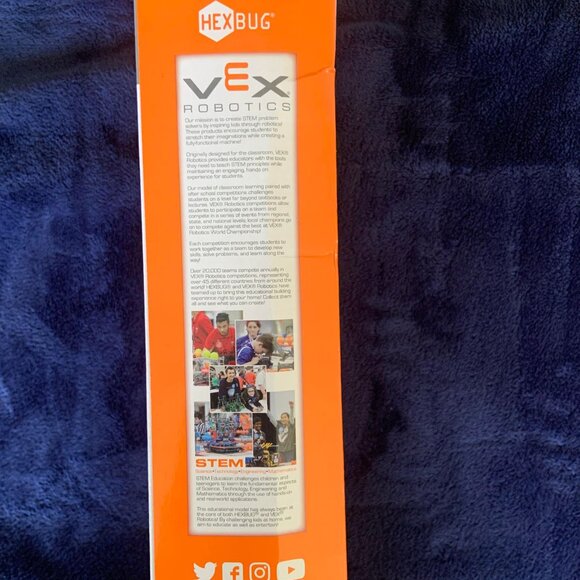 HEXBUG®
VEX®
ROBOTICS
Our mission is to create STEM problem
solvers by inspiring kids through robotics!
These products encourage students to
stretch their imaginations while creating a
fully-functional machine!
Originally designed for the classroom, VEX®
Robotics provides educators with the tools
they need to teach STEM principles while
maintaining an engaging, hands on
experience for students.
Our model of classroom learning paired with
after school competitions challenges
students on a level far beyond textbooks or
lectures. VEX® Robotics competitions allow
students to participate on a team and
compete in a series of events from regional,
state, and national levels; local champions go
on to compete against the best at VEX®
Robotics World Championship!
Each competition encourages students to
work together as a team to develop new
skills, solve problems, and learn along the
way!
Over 20,000 teams compete annually in
VEX® Robotics competitions, representing
over 45 different countries from around the
world! HEXBUG® and VEX® Robotics have
teamed up to bring this educational building
experience right to your home! Collect them
all and see what you can create!
STEM
Science•Technology•Engineering•Mathematics
STEM Education challenges children and
teenagers to learn the fundamental essentials
of Science, Technology, Engineering and
Mathematics through the use of hands-on
and real-world applications.
This educational model has always been at
the core of both HEXBUG® and VEX®
Robotics! By challenging kids at home, we
aim to educate as well as entertain!